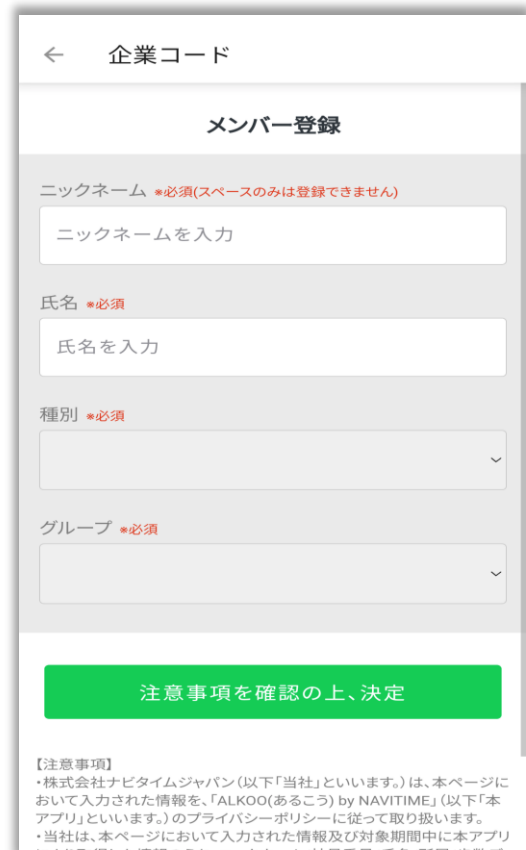 ← 企業コード
メンバー登録
ニックネーム *必須(スペースのみは登録できません)
ニックネームを入力
氏名 *必須
氏名を入力
種別 *必須
グループ *必須
注意事項を確認の上、決定
【注意事項】
・株式会社ナビタイムジャパン(以下「当社」といいます。)は、本ページに
おいて入力された情報を、「ALKOO(あるこう) by NAVITIME」(以下「本
アプリ」といいます。)のプライバシーポリシーに従って取り扱います。
・当社は、本ページにおいて入力された情報及び対象期間中に本アプリ